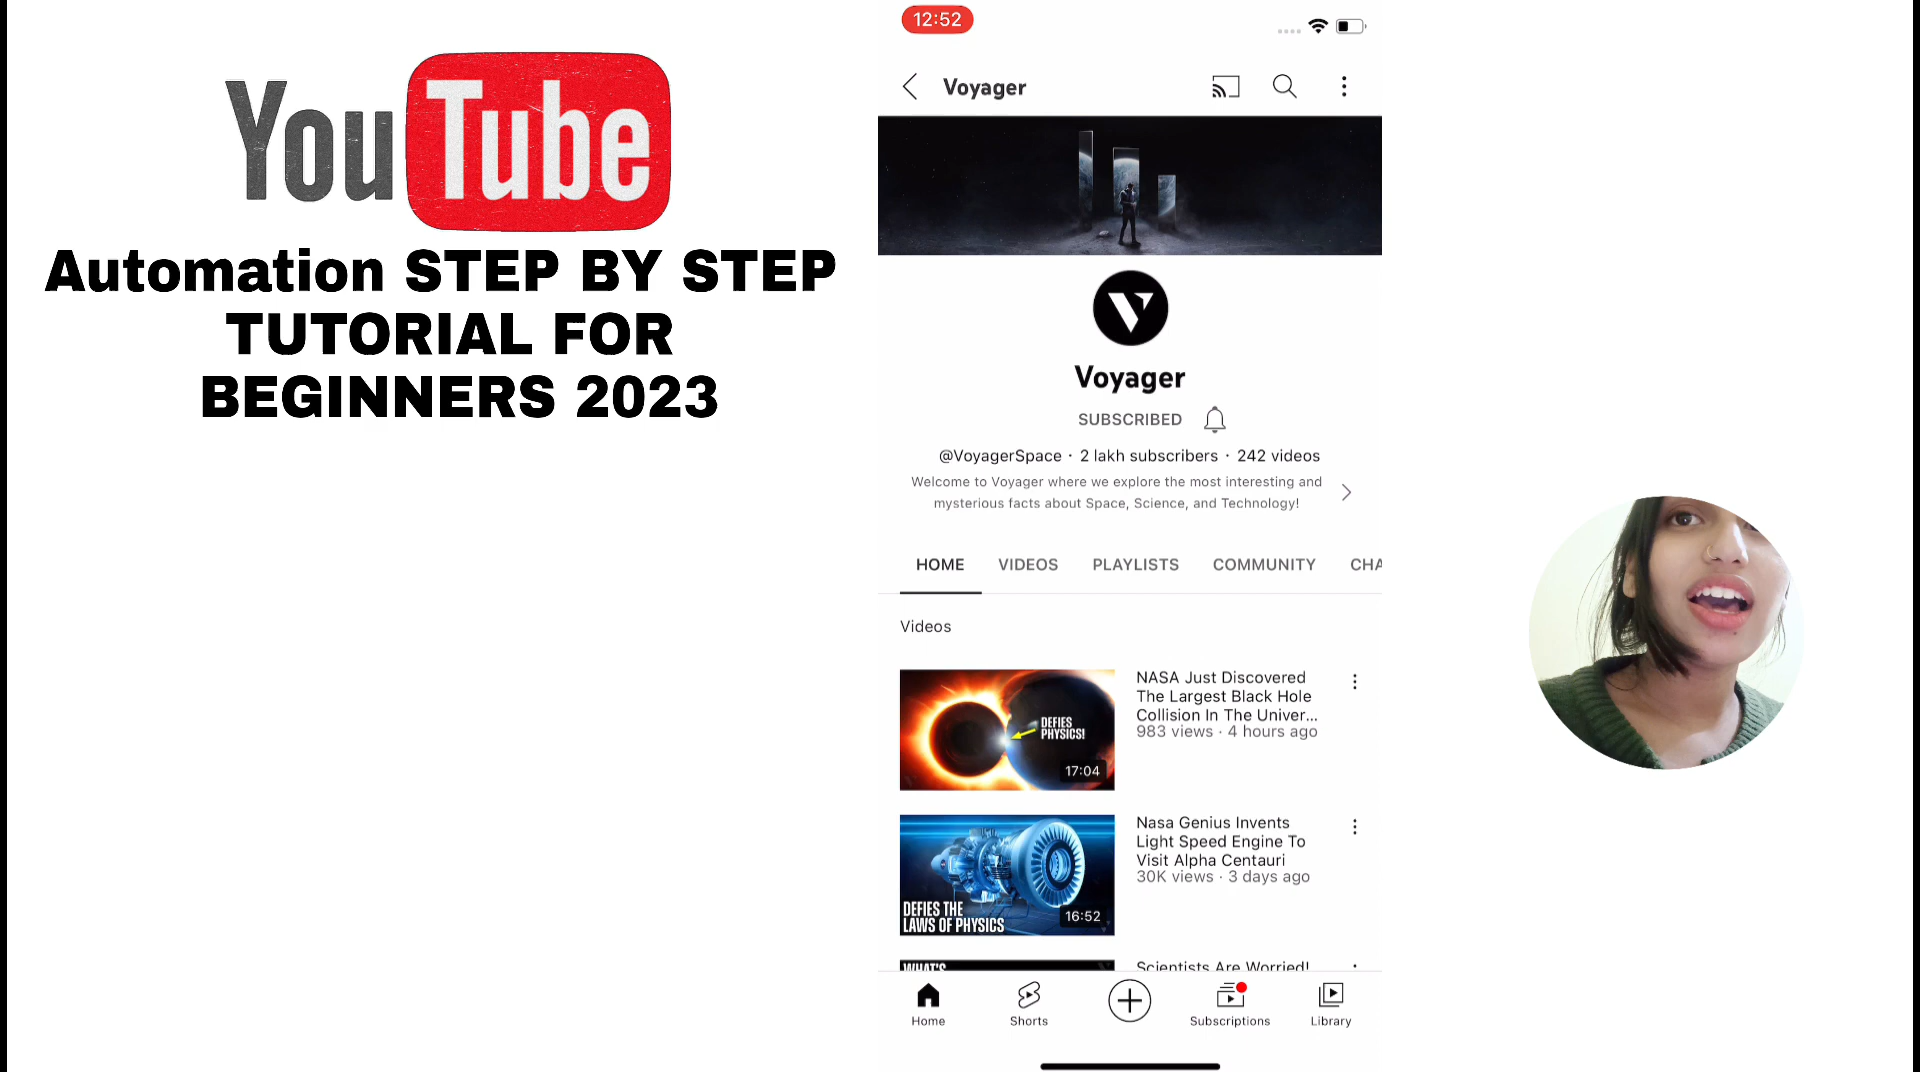 YouTube
Automation STEP BY STEP
TUTORIAL FOR
BEGINNERS 2023
12:52
Voyager
Voyager
SUBSCRIBED
@VoyagerSpace · 2 lakh subscribers · 242 videos
Welcome to Voyager where we explore the most interesting and
mysterious facts about Space, Science, and Technology!
HOME VIDEOS PLAYLISTS COMMUNITY CHA
Videos
DEFIES
PHYSICS!
17:04
NASA Just Discovered
The Largest Black Hole
Collision In The Univer...
983 views · 4 hours ago
DEFIES THE
LAWS OF PHYSICS
16:52
Nasa Genius Invents
Light Speed Engine To
Visit Alpha Centauri
30K views · 3 days ago
WHAT'S
Scientists Are Worried!
Home Shorts Subscriptions Library